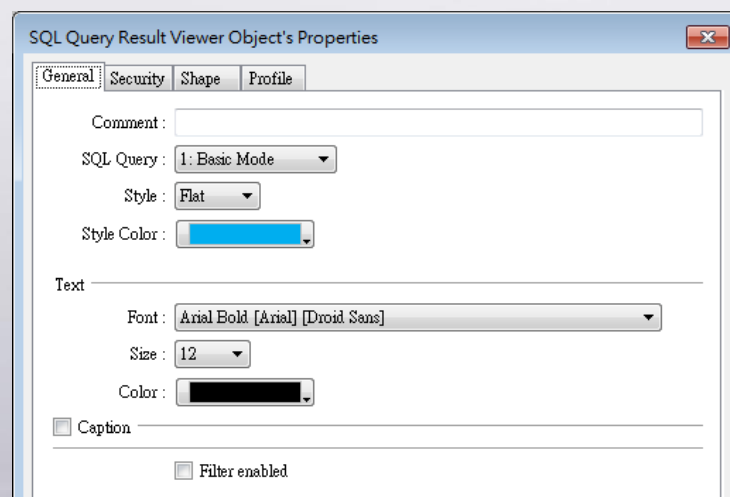 SQL Query Result Viewer Object's Properties
General Security Shape Profile
Comment :
SQL Query : 1: Basic Mode
Style : Flat
Style Color :
Text
Font : Arial Bold [Arial] [Droid Sans]
Size : 12
Color :
Caption
Filter enabled